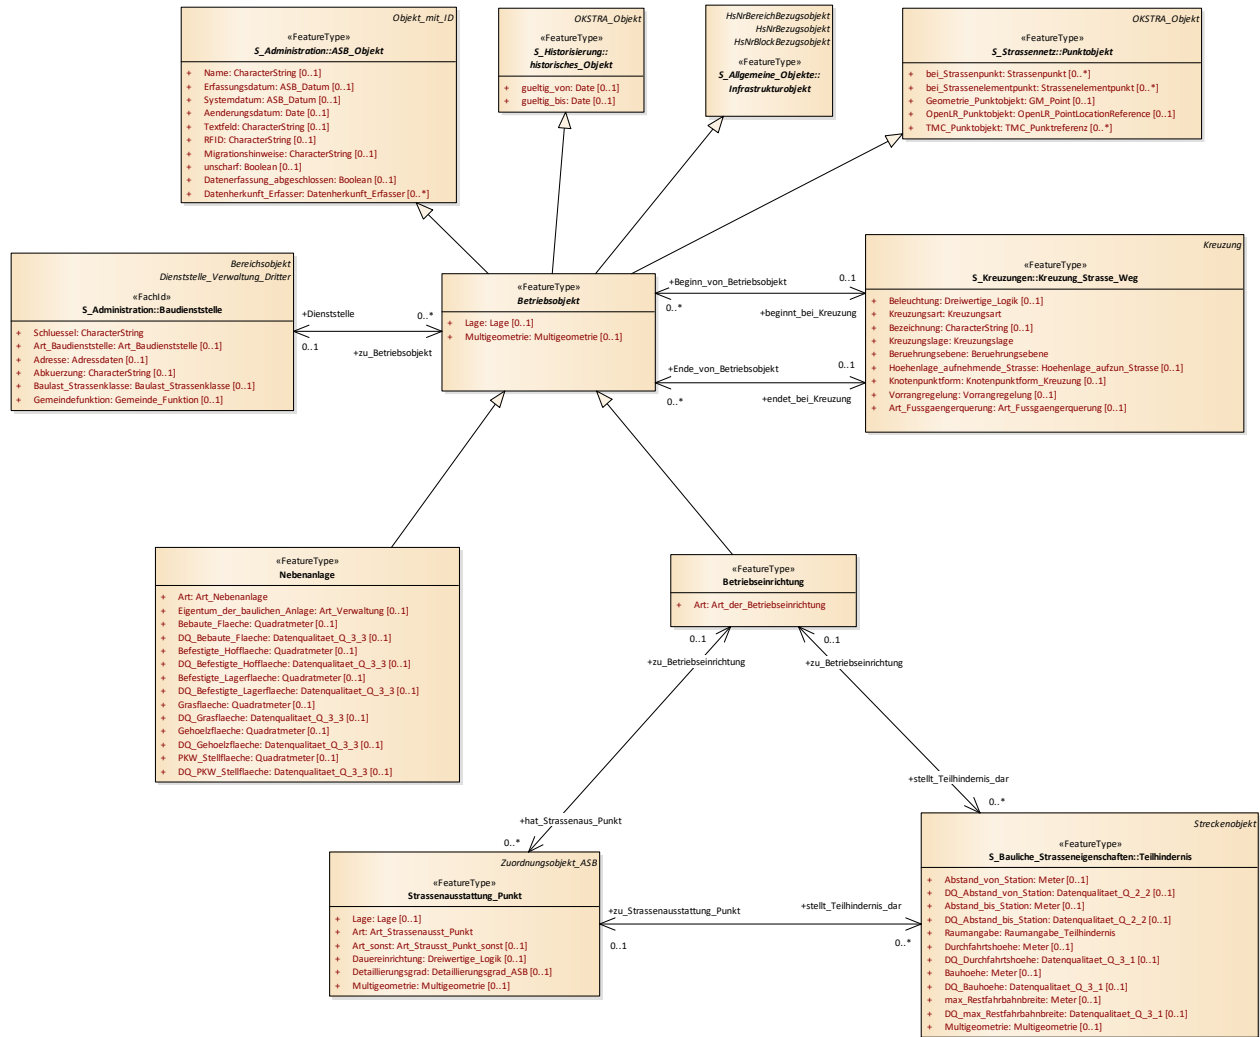 Objekt_mit_ID
«FeatureType»
S_Administration::ASB_Objekt
+ Name: CharacterString [0..1]
+ Erfassungsdatum: ASB_Datum [0..1]
+ Systemdatum: ASB_Datum [0..1]
+ Aenderungsdatum: Date [0..1]
+ Textfeld: CharacterString [0..1]
+ RFID: CharacterString [0..1]
+ Migrationshinweise: CharacterString [0..1]
+ unscharf: Boolean [0..1]
+ Datenerfassung_abgeschlossen: Boolean [0..1]
+ Datenherkunft_Erfasser: Datenherkunft_Erfasser [0..*]
OKSTRA_Objekt
«FeatureType»
S_Historisierung::
historisches_Objekt
+ gueltig_von: Date [0..1]
+ gueltig_bis: Date [0..1]
HsNrBereichBezugsobjekt
HsNrBezugsobjekt
HsNrBlockBezugsobjekt
«FeatureType»
S_Allgemeine_Objekte::
Infrastrukturobjekt
OKSTRA_Objekt
«FeatureType»
S_Strassennetz::Punktobjekt
+ bei_Strassenpunkt: Strassenpunkt [0..*]
+ bei_Strassenelementpunkt: Strassenelementpunkt [0..*]
+ Geometrie_Punktobjekt: GM_Point [0..1]
+ OpenLR_Punktobjekt: OpenLR_PointLocationReference [0..1]
+ TMC_Punktobjekt: TMC_Punktreferenz [0..*]
Bereichsobjekt
Dienststelle_Verwaltung_Dritter
«FachId»
S_Administration::Baudienststelle
+ Schluessel: CharacterString
+ Art_Baudienststelle: Art_Baudienststelle [0..1]
+ Adresse: Adressdaten [0..1]
+ Abkuerzung: CharacterString [0..1]
+ Baulast_Strassenklasse: Baulast_Strassenklasse [0..1]
+ Gemeindefunktion: Gemeinde_Funktion [0..1]
+Dienststelle
0..*
0..1
+zu_Betriebsobjekt
«FeatureType»
Betriebsobjekt
+ Lage: Lage [0..1]
+ Multigeometrie: Multigeometrie [0..1]
+Beginn_von_Betriebsobjekt
0..1
0..*
+beginnt_bei_Kreuzung
+Ende_von_Betriebsobjekt
0..1
0..*
+endet_bei_Kreuzung
Kreuzung
«FeatureType»
S_Kreuzungen::Kreuzung_Strasse_Weg
+ Beleuchtung: Dreiwertige_Logik [0..1]
+ Kreuzungsart: Kreuzungsart
+ Bezeichnung: CharacterString [0..1]
+ Kreuzungslage: Kreuzungslage
+ Beruehrungsebene: Beruehrungsebene
+ Hoehenlage_aufnehmende_Strasse: Hoehenlage_aufzun_Strasse [0..1]
+ Knotenpunktform: Knotenpunktform_Kreuzung [0..1]
+ Vorrangregelung: Vorrangregelung [0..1]
+ Art_Fussgaengerquerung: Art_Fussgaengerquerung [0..1]
«FeatureType»
Nebenanlage
+ Art: Art_Nebenanlage
+ Eigentum_der_baulichen_Anlage: Art_Verwaltung [0..1]
+ Bebaute_Flaeche: Quadratmeter [0..1]
+ DQ_Bebaute_Flaeche: Datenqualitaet_Q_3_3 [0..1]
+ Befestigte_Hofflaeche: Quadratmeter [0..1]
+ DQ_Befestigte_Hofflaeche: Datenqualitaet_Q_3_3 [0..1]
+ Befestigte_Lagerflaeche: Quadratmeter [0..1]
+ DQ_Befestigte_Lagerflaeche: Datenqualitaet_Q_3_3 [0..1]
+ Grasflaeche: Quadratmeter [0..1]
+ DQ_Grasflaeche: Datenqualitaet_Q_3_3 [0..1]
+ Gehoelzflaeche: Quadratmeter [0..1]
+ DQ_Gehoelzflaeche: Datenqualitaet_Q_3_3 [0..1]
+ PKW_Stellflaeche: Quadratmeter [0..1]
+ DQ_PKW_Stellflaeche: Datenqualitaet_Q_3_3 [0..1]
«FeatureType»
Betriebseinrichtung
+ Art: Art_der_Betriebseinrichtung
0..1
+zu_Betriebseinrichtung
0..1
+zu_Betriebseinrichtung
+hat_Strassenaus_Punkt
0..*
+stellt_Teilhindernis_dar
0..*
Zuordnungsobjekt_ASB
«FeatureType»
Strassenausstattung_Punkt
+ Lage: Lage [0..1]
+ Art: Art_Strassenausst_Punkt
+ Art_sonst: Art_Strausst_Punkt_sonst [0..1]
+ Dauereinrichtung: Dreiwertige_Logik [0..1]
+ Detaillierungsgrad: Detaillierungsgrad_ASB [0..1]
+ Multigeometrie: Multigeometrie [0..1]
+zu_Strassenausstattung_Punkt
+stellt_Teilhindernis_dar
0..1
0..*
Streckenobjekt
«FeatureType»
S_Bauliche_Strasseneigenschaften::Teilhindernis
+ Abstand_von_Station: Meter [0..1]
+ DQ_Abstand_von_Station: Datenqualitaet_Q_2_2 [0..1]
+ Abstand_bis_Station: Meter [0..1]
+ DQ_Abstand_bis_Station: Datenqualitaet_Q_2_2 [0..1]
+ Raumangabe: Raumangabe_Teilhindernis
+ Durchfahrtshoehe: Meter [0..1]
+ DQ_Durchfahrtshoehe: Datenqualitaet_Q_3_1 [0..1]
+ Bauhoehe: Meter [0..1]
+ DQ_Bauhoehe: Datenqualitaet_Q_3_1 [0..1]
+ max_Restfahrbahnbreite: Meter [0..1]
+ DQ_max_Restfahrbahnbreite: Datenqualitaet_Q_3_1 [0..1]
+ Multigeometrie: Multigeometrie [0..1]